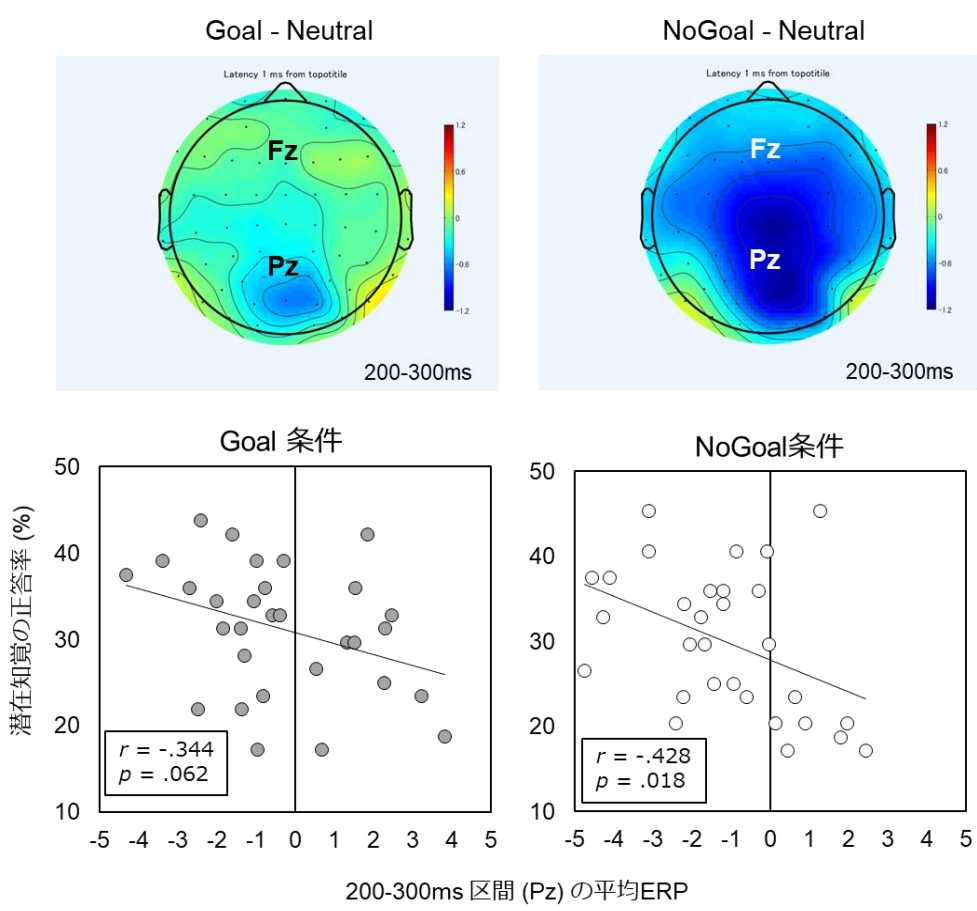 Goal - Neutral
NoGoal - Neutral
Latency 1 ms from topotitile
Latency 1 ms from topotitile
Fz
Pz
1.2
0.6
0
-0.6
-1.2
200-300ms
Fz
Pz
1.2
0.6
0
-0.6
-1.2
200-300ms
Goal 条件
NoGoal条件
潜在知覚の正答率 (%)
50
40
30
20
10
r = -.344
p = .062
-5 -4 -3 -2 -1 0 1 2 3 4 5
50
40
30
20
10
r = -.428
p = .018
-5 -4 -3 -2 -1 0 1 2 3 4 5
200-300ms 区間 (Pz) の平均ERP